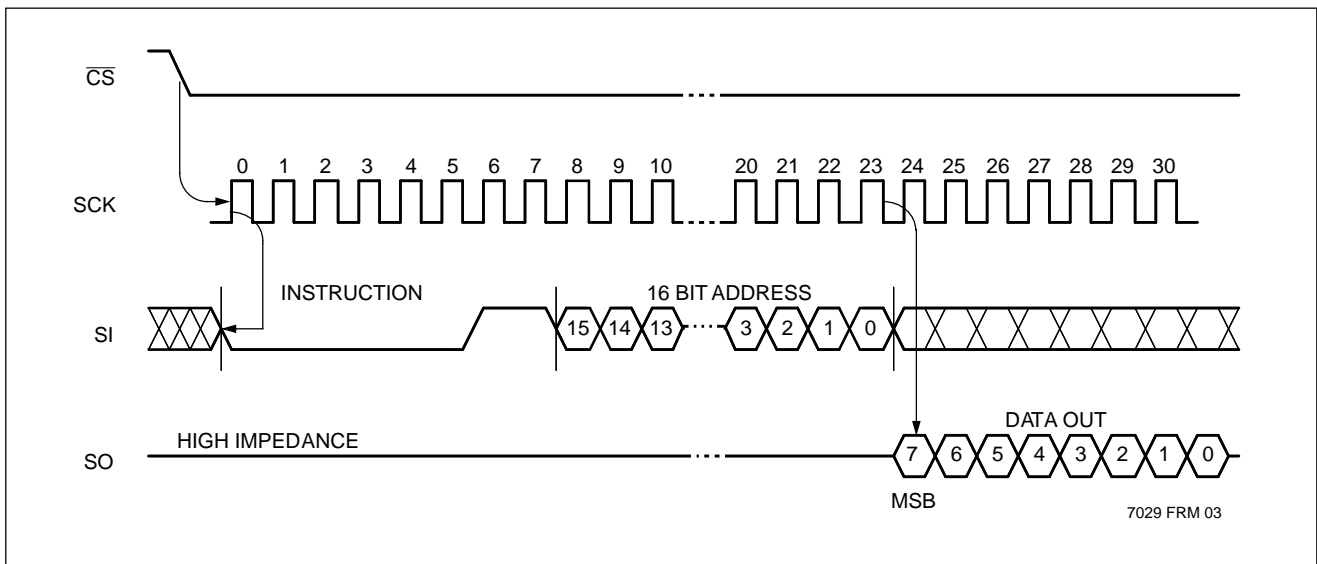 CS
0 1 2 3 4 5 6 7 8 9 10 20 21 22 23 24 25 26 27 28 29 30
SCK
INSTRUCTION 16 BIT ADDRESS
SI 15 14 13 3 2 1 0
HIGH IMPEDANCE DATA OUT
SO 7 6 5 4 3 2 1 0
MSB
7029 FRM 03